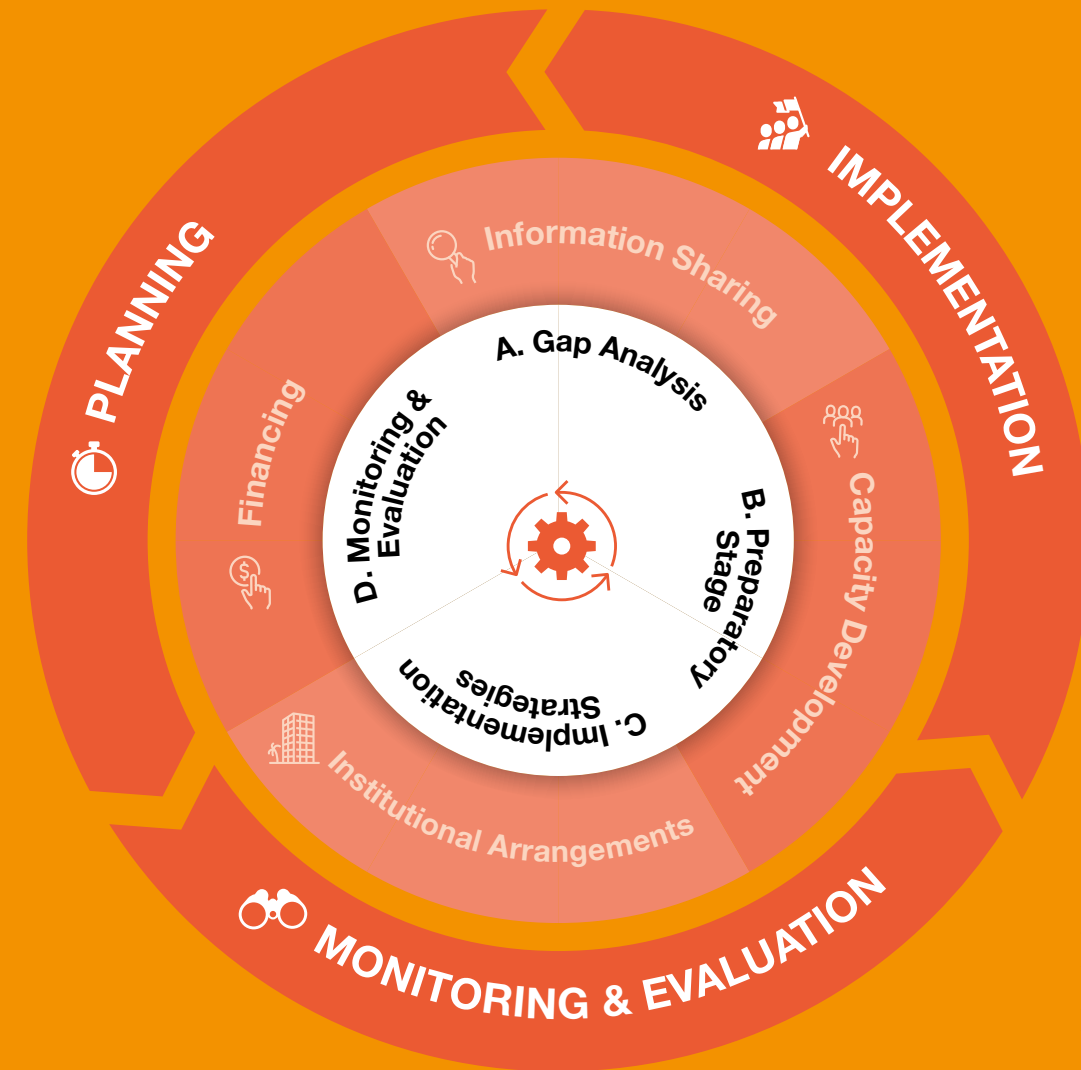 PLANNING
IMPLEMENTATION
MONITORING & EVALUATION
Information Sharing
Capacity Development
Institutional Arrangements
Financing
A. Gap Analysis
B. Preparatory
Stage
C. Implementation
Strategies
D. Monitoring &
Evaluation
$